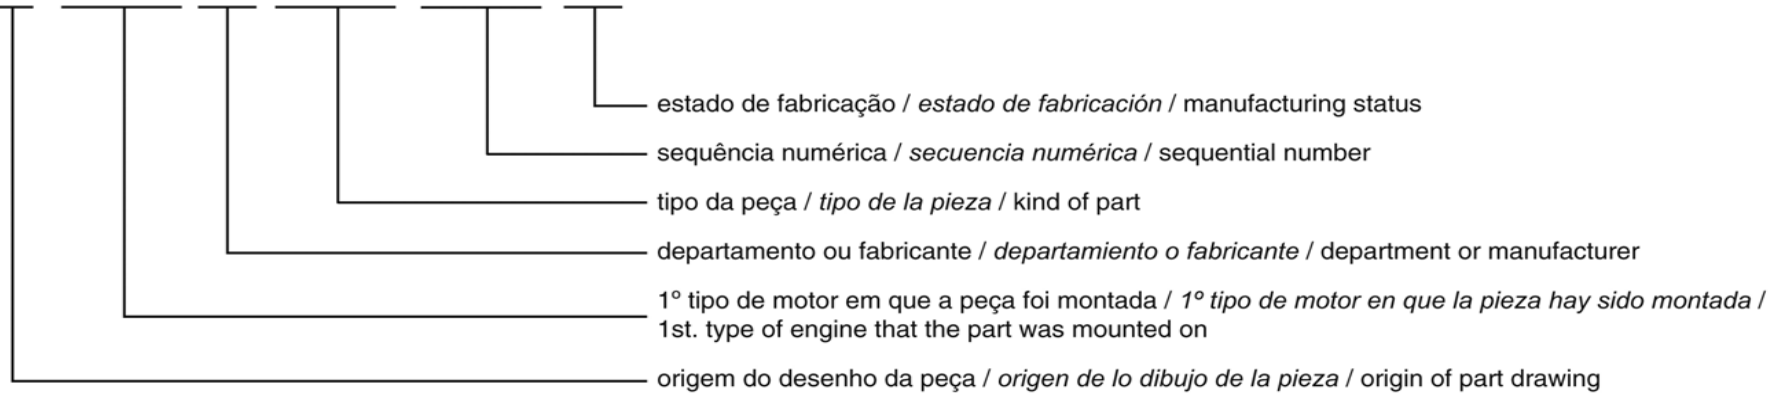 estado de fabricação / estado de fabricación / manufacturing status
sequência numérica / secuencia numérica / sequential number
tipo da peça / tipo de la pieza / kind of part
departamento ou fabricante / departamiento o fabricante / department or manufacturer
1º tipo de motor em que a peça foi montada / 1º tipo de motor en que la pieza hay sido montada /
1st. type of engine that the part was mounted on
origem do desenho da peça / origen de lo dibujo de la pieza / origin of part drawing